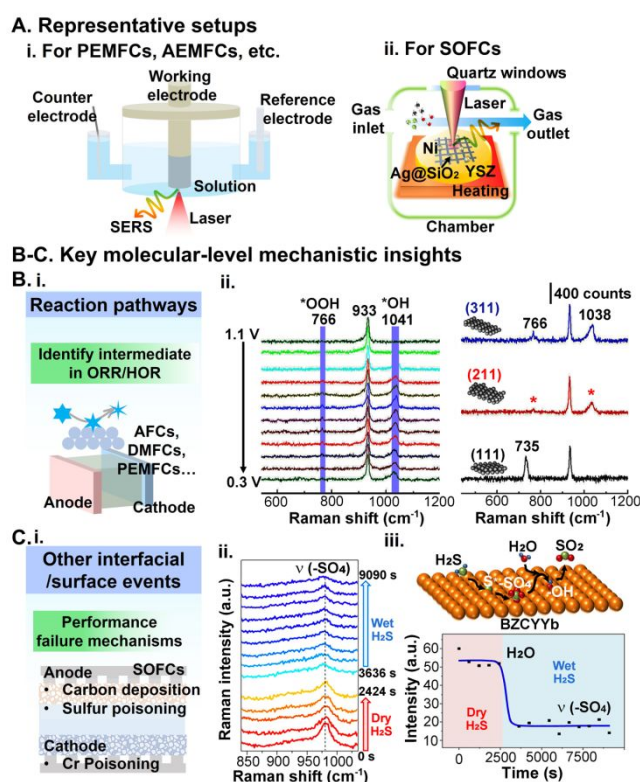 A. Representative setups
i. For PEMFCs, AEMFCs, etc.
Working electrode
Counter electrode
Reference electrode
Solution
SERS
Laser
ii. For SOFCs
Quartz windows
Laser
Gas inlet
Gas outlet
Ni
Ag@SiO₂
YSZ
Heating
Chamber
B-C. Key molecular-level mechanistic insights
B. i.
Reaction pathways
Identify intermediate
in ORR/HOR
AFCs,
DMFCs,
PEMFCs...
Anode
Cathode
ii.
*OOH
*OH
766
933
1041
1.1 V
0.3 V
600 800 1000 1200
Raman shift (cm⁻¹)
400 counts
(311)
766
1038
(211)
*
*
(111)
735
600 800 1000 1200
Raman shift (cm⁻¹)
C. i.
Other interfacial
/surface events
Performance
failure mechanisms
Anode SOFCs
• Carbon deposition
• Sulfur poisoning
Cathode
• Cr Poisoning
ii.
ν (-SO₄)
Raman intensity (a.u.)
9090 s
Wet
H₂S
3636 s
2424 s
Dry
H₂S
0 s
850 900 950 1000 1050
Raman shift (cm⁻¹)
iii.
H₂O
SO₂
H₂S
S
-SO₄
-OH
BZCYYb
Intensity (a.u.)
60
50
40
30
20
10
H₂O
Wet
H₂S
Dry H₂S
ν (-SO₄)
0 2500 5000 7500
Time (s)